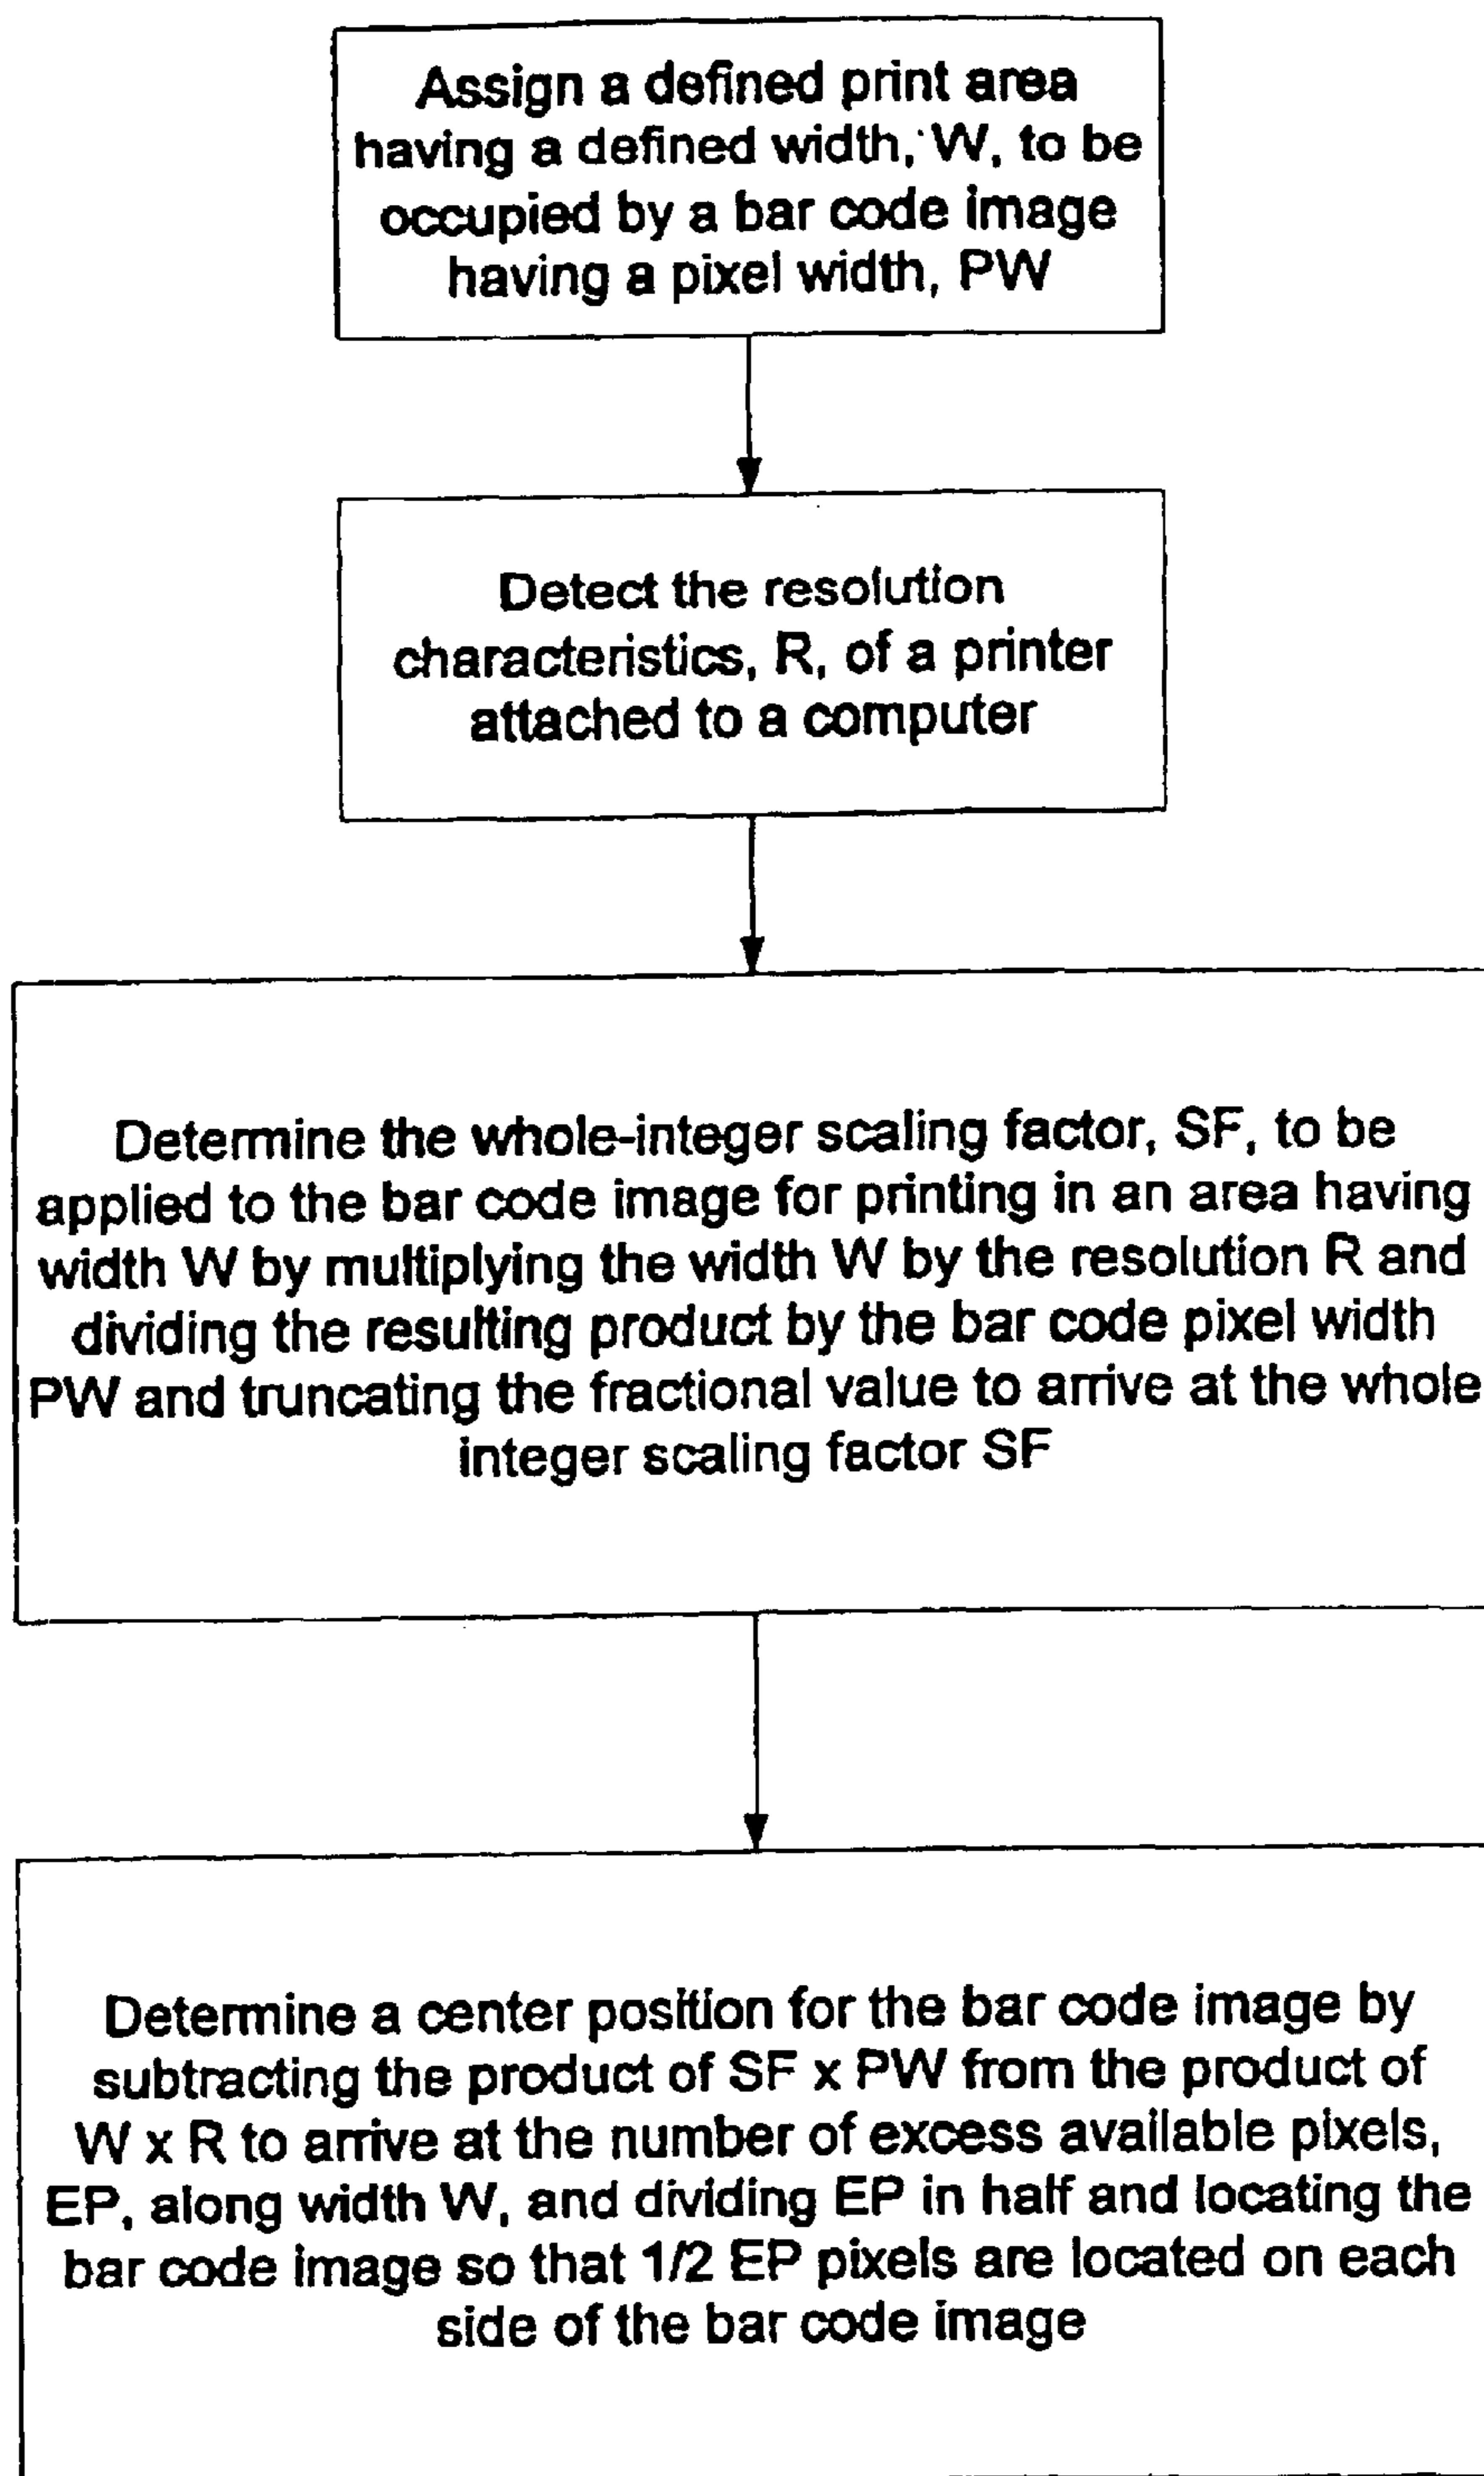 Assign a defined print area
having a defined width, W, to be
occupied by a bar code image
having a pixel width, PW
Detect the resolution
characteristics, R, of a printer
attached to a computer
Determine the whole-integer scaling factor, SF, to be
applied to the bar code image for printing in an area having
width W by multiplying the width W by the resolution R and
dividing the resulting product by the bar code pixel width
PW and truncating the fractional value to arrive at the whole
integer scaling factor SF
Determine a center position for the bar code image by
subtracting the product of SF x PW from the product of
W x R to arrive at the number of excess available pixels,
EP, along width W, and dividing EP in half and locating the
bar code image so that 1/2 EP pixels are located on each
side of the bar code image